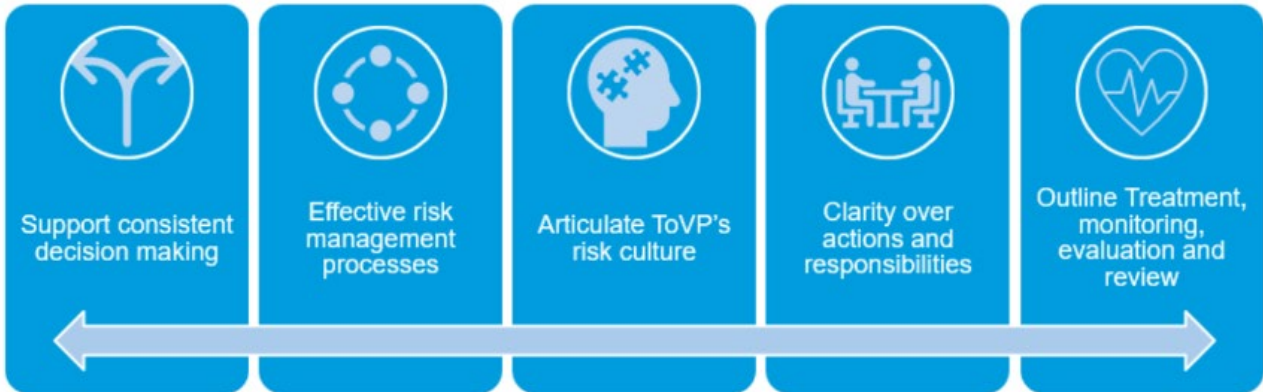 Support consistent
decision making
Effective risk
management
processes
Articulate ToVP's
risk culture
Clarity over
actions and
responsibilities
Outline Treatment,
monitoring,
evaluation and
review